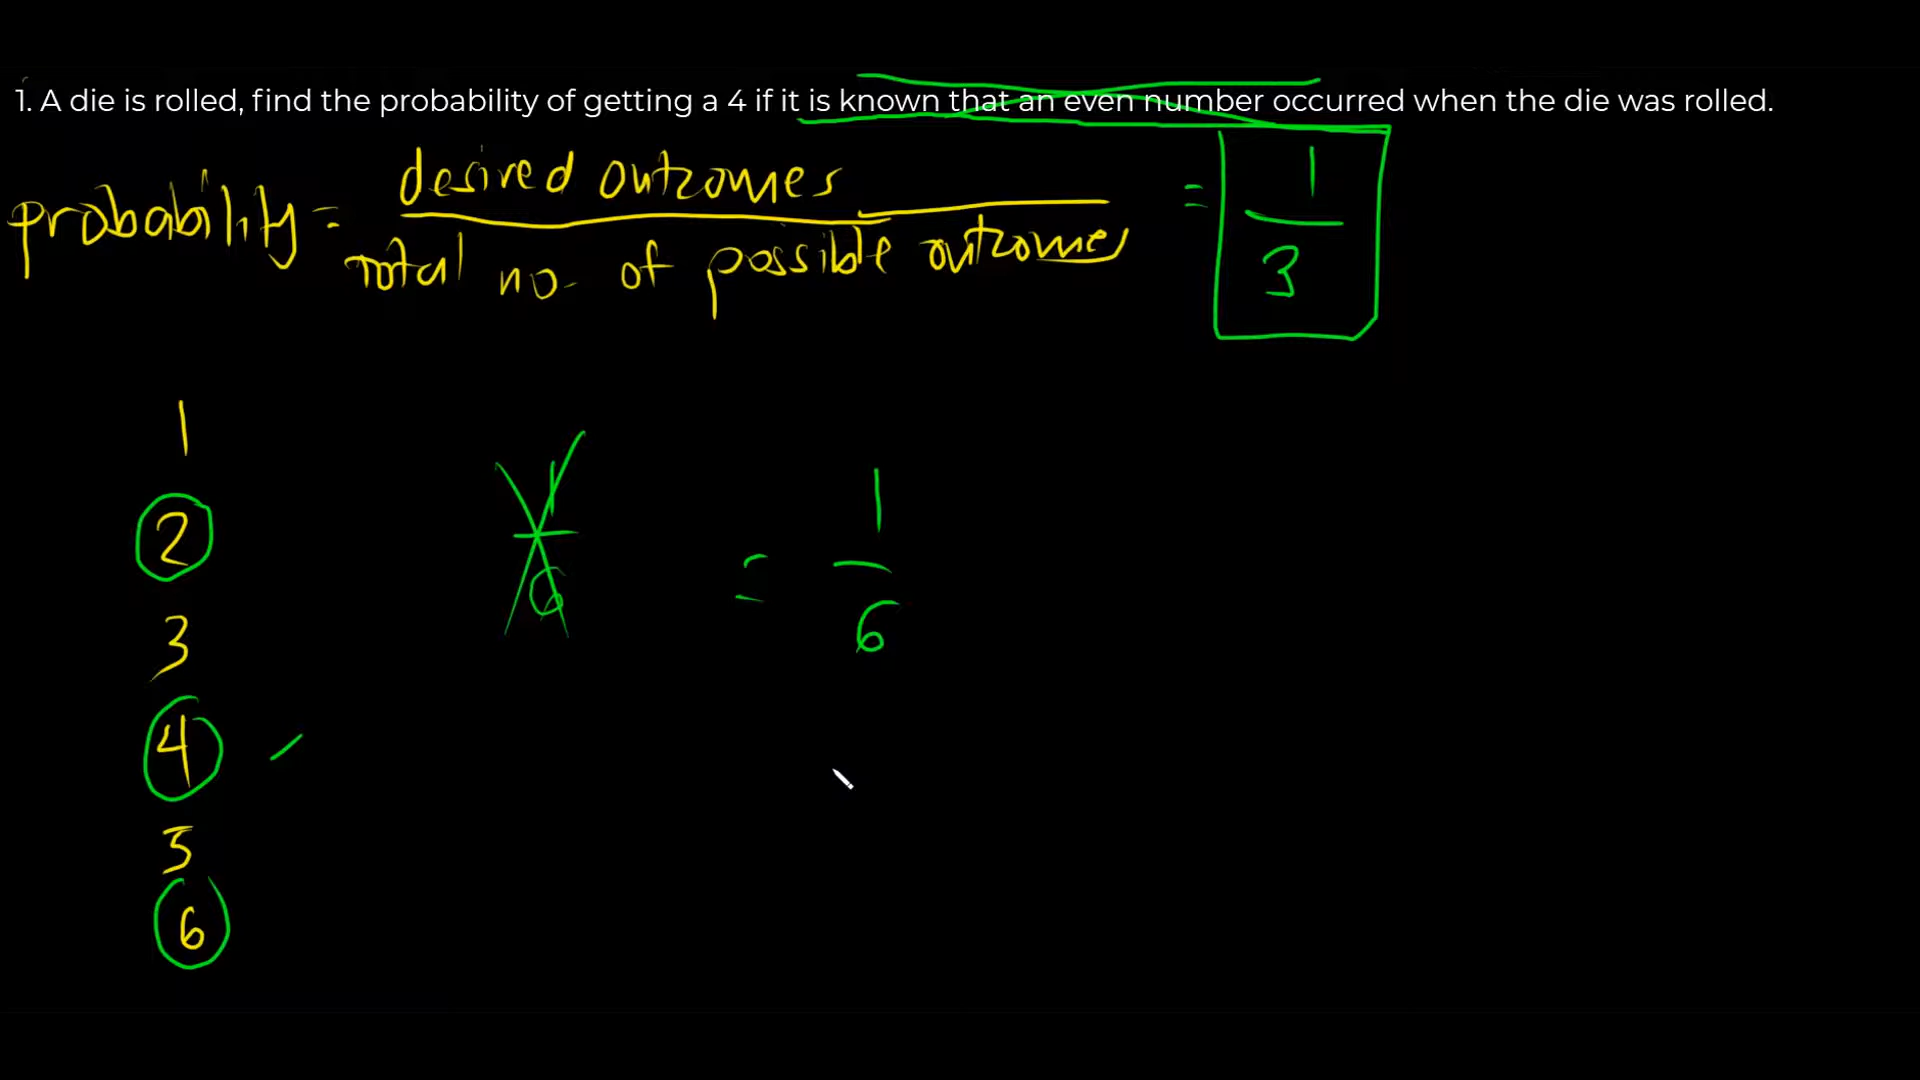 1. A die is rolled, find the probability of getting a 4 if it is known that an even number occurred when the die was rolled.
probability = desired outcomes / total no. of possible outcomes = 1/3
1
2
3
4
5
6
1/6 = 1/6